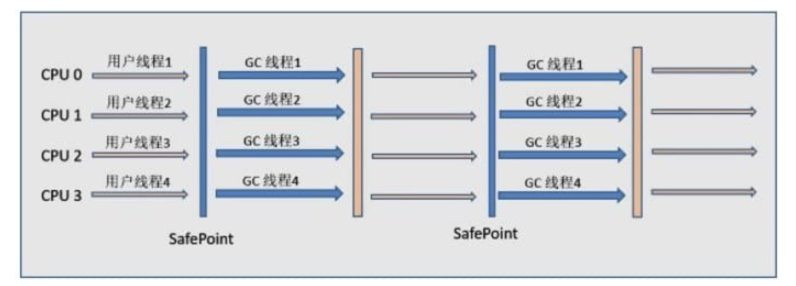 CPU 0 用户线程1 GC 线程1 GC 线程1
CPU 1 用户线程2 GC 线程2 GC 线程2
CPU 2 用户线程3 GC 线程3 GC 线程3
CPU 3 用户线程4 GC 线程4 GC 线程4
SafePoint SafePoint